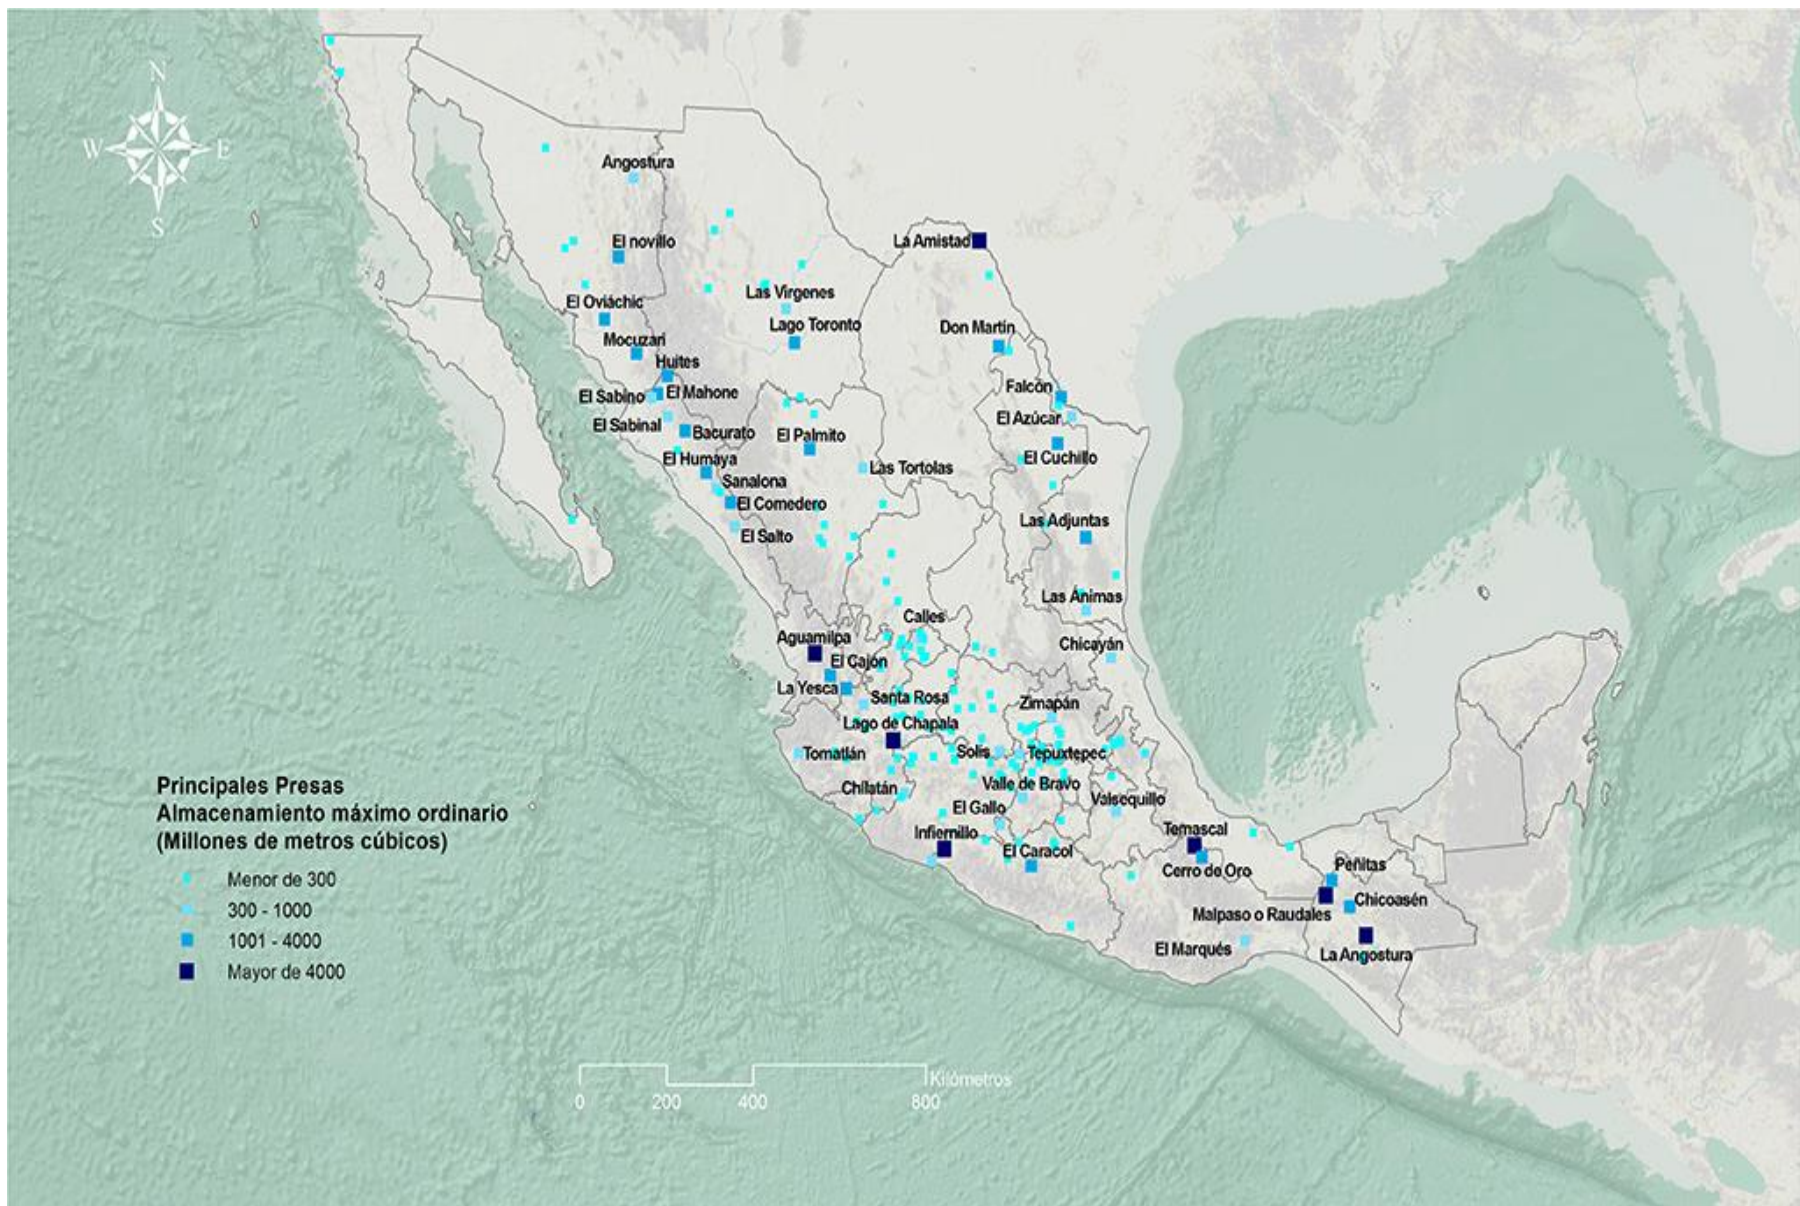 N
W
E
S
Angostura
El novillo
La Amistad
Las Virgenes
El Oviáchic
Lago Toronto
Don Martín
Mocuzari
Huites
Falcón
El Sabino
El Mahone
El Azúcar
El Sabinal
Bacurato
El Palmito
El Humaya
El Cuchillo
Las Tortolas
Sanalona
El Comedero
Las Adjuntas
El Salto
Las Ánimas
Calles
Aguamilpa
Chicayán
El Cajón
La Yesca
Santa Rosa
Zimapán
Lago de Chapala
Tomatlán
Solis
Tepuxtepec
Chilatán
Valle de Bravo
Valsequillo
El Gallo
Infiernillo
Temascal
El Caracol
Cerro de Oro
Peñitas
Chicoasén
Malpaso o Raudales
El Marqués
La Angostura
Principales Presas
Almacenamiento máximo ordinario
(Millones de metros cúbicos)
Menor de 300
300 - 1000
1001 - 4000
Mayor de 4000
Kilómetros
0 200 400 800